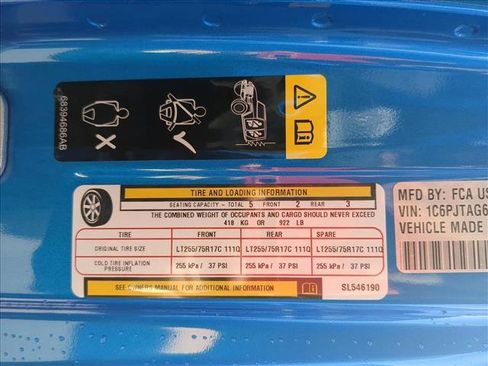 68394686AB
TIRE AND LOADING INFORMATION
SEATING CAPACITY - TOTAL 5 FRONT 2 REAR 3
THE COMBINED WEIGHT OF OCCUPANTS AND CARGO SHOULD NEVER EXCEED
418 KG OR 922 LB
TIRE FRONT REAR SPARE
ORIGINAL TIRE SIZE LT255/75R17C 111Q LT255/75R17C 111Q LT255/75R17C 111Q
COLD TIRE INFLATION PRESSURE 255 kPa / 37 PSI 255 kPa / 37 PSI 255 kPa / 37 PSI
SEE OWNERS MANUAL FOR ADDITIONAL INFORMATION SL546190
MFD BY: FCA US
VIN: 1C6PJTAG6
VEHICLE MADE